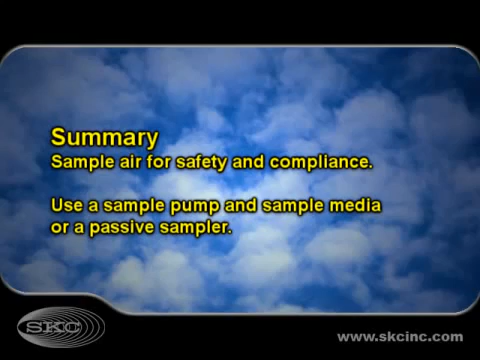 Summary
Sample air for safety and compliance.
Use a sample pump and sample media
or a passive sampler.
SKC
www.skcinc.com